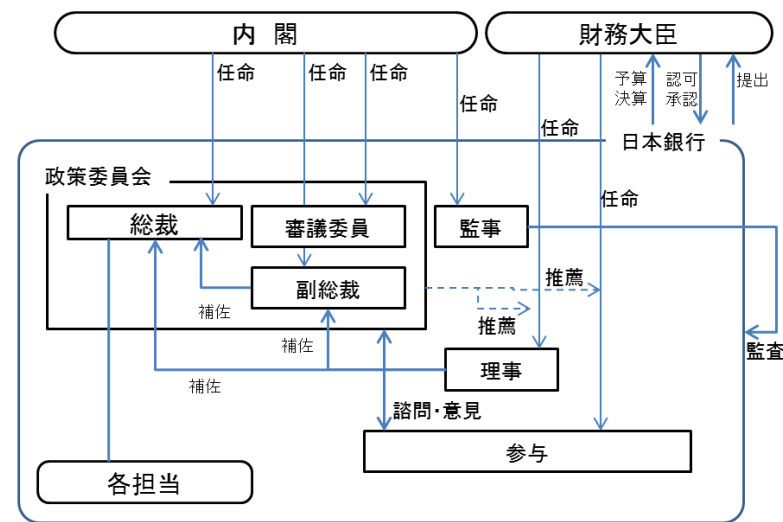 内 閣
財務大臣
任命
任命
任命
任命
任命
予算
決算
認可
承認
提出
日本銀行
政策委員会
任命
総裁
審議委員
監事
副総裁
推薦
補佐
推薦
補佐
監査
補佐
理事
諮問・意見
参与
各担当